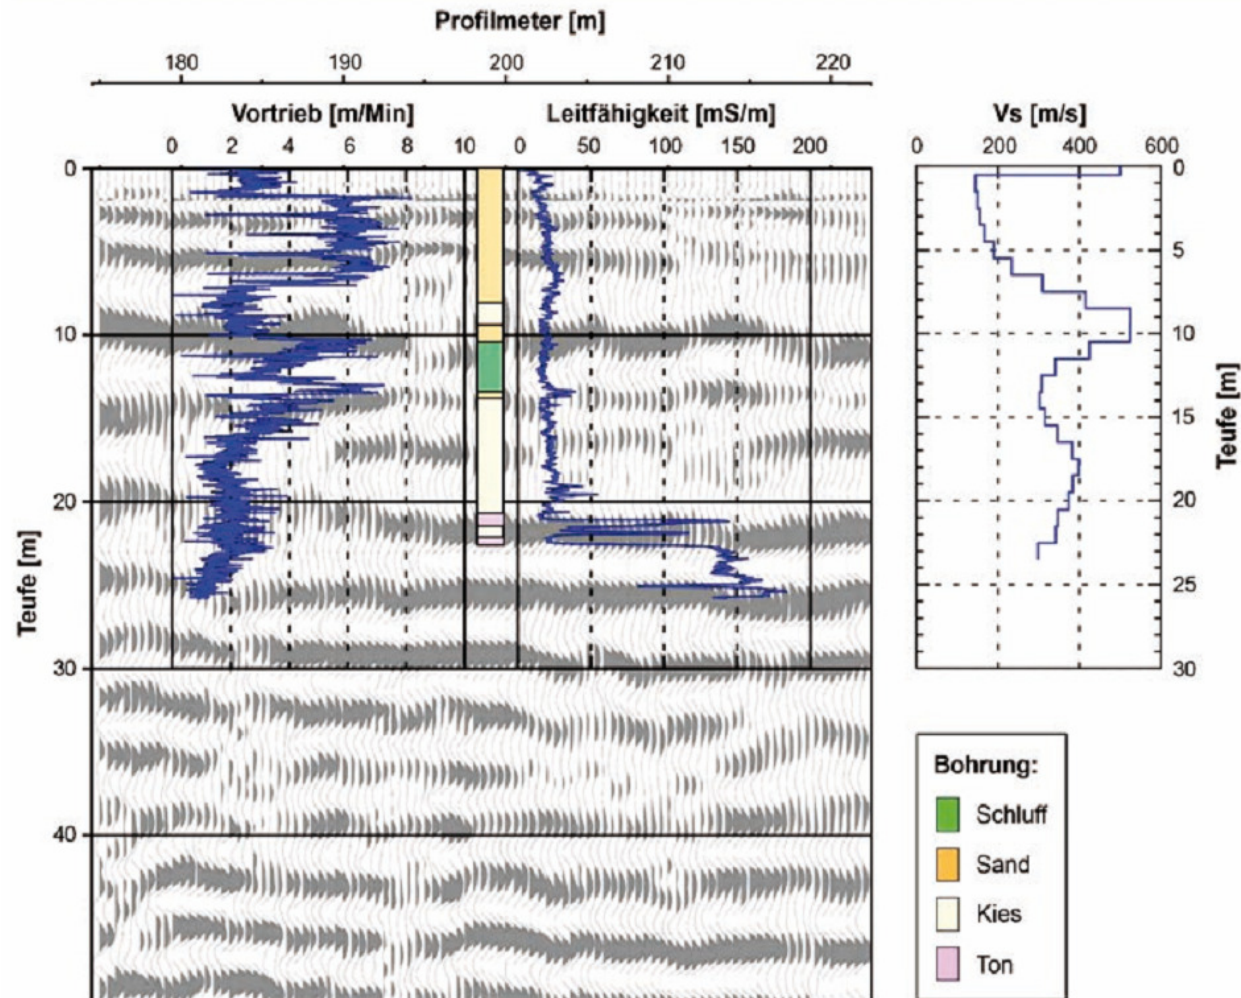 Profilmeter [m]
180 190 200 210 220
Vortrieb [m/Min] Leitfähigkeit [mS/m] Vs [m/s]
0 2 4 6 8 10 0 50 100 150 200 0 200 400 600
0 0
5
10 10
15
20 20
25
30 30
40
Teufe [m] Teufe [m]
Bohrung:
Schluff
Sand
Kies
Ton